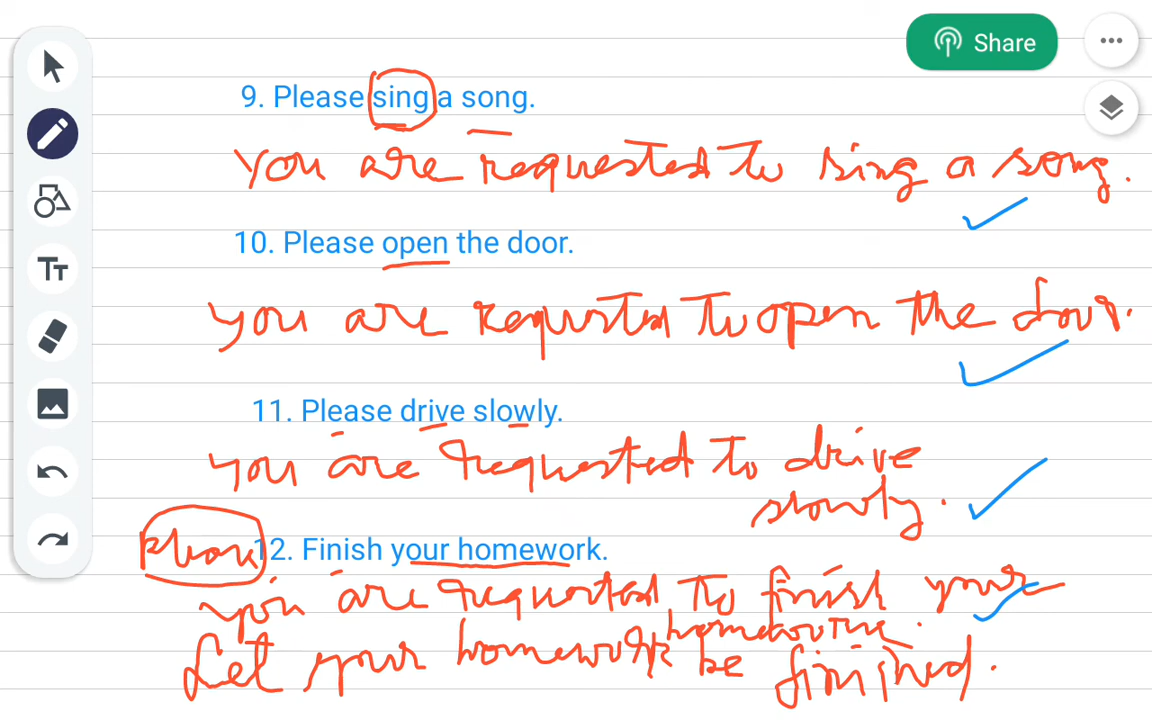 Share
9. Please sing a song.
You are requested to sing a song.
10. Please open the door.
you are requested to open the door.
11. Please drive slowly.
you are requested to drive
slowly.
Please 12. Finish your homework.
you are requested to finish your
homework.
Let your homework be finished.